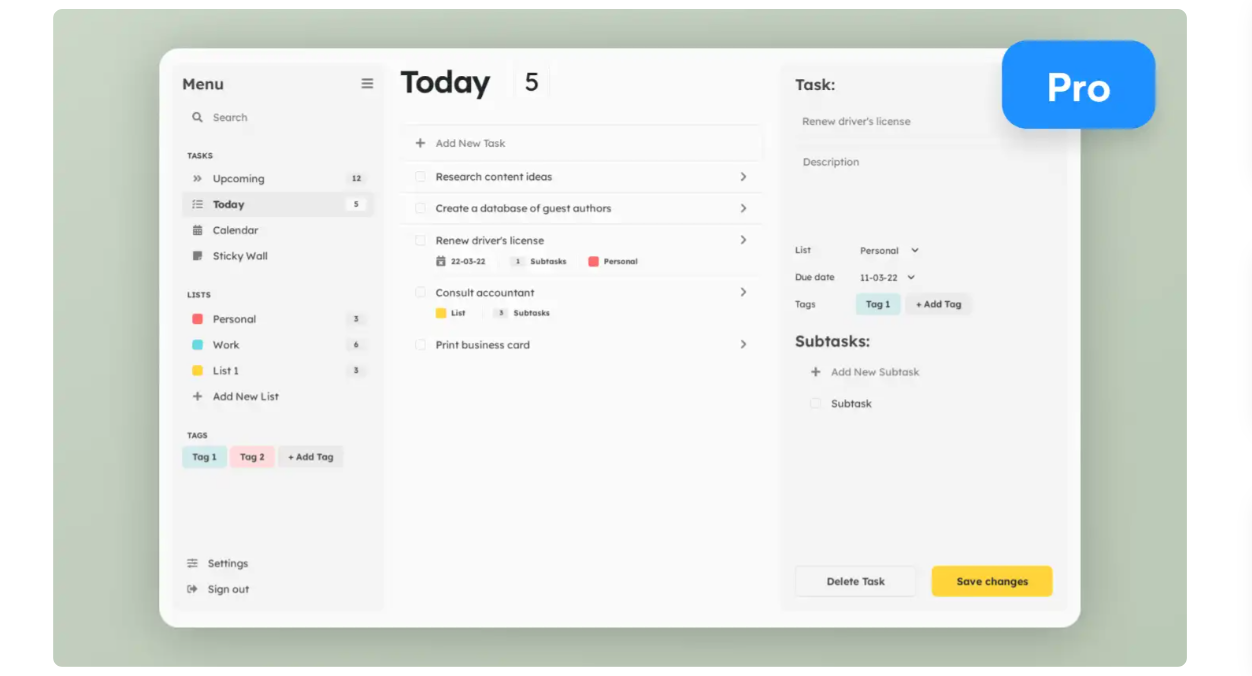 Menu
Search
TASKS
Upcoming 12
Today 5
Calendar
Sticky Wall
LISTS
Personal 3
Work 6
List 1 3
+ Add New List
TAGS
Tag 1 Tag 2 + Add Tag
Settings
Sign out
Today 5
+ Add New Task
Research content ideas
Create a database of guest authors
Renew driver's license
22-03-22 1 Subtasks Personal
Consult accountant
List 3 Subtasks
Print business card
Pro
Task:
Renew driver's license
Description
List Personal
Due date 11-03-22
Tags Tag 1 + Add Tag
Subtasks:
+ Add New Subtask
Subtask
Delete Task Save changes